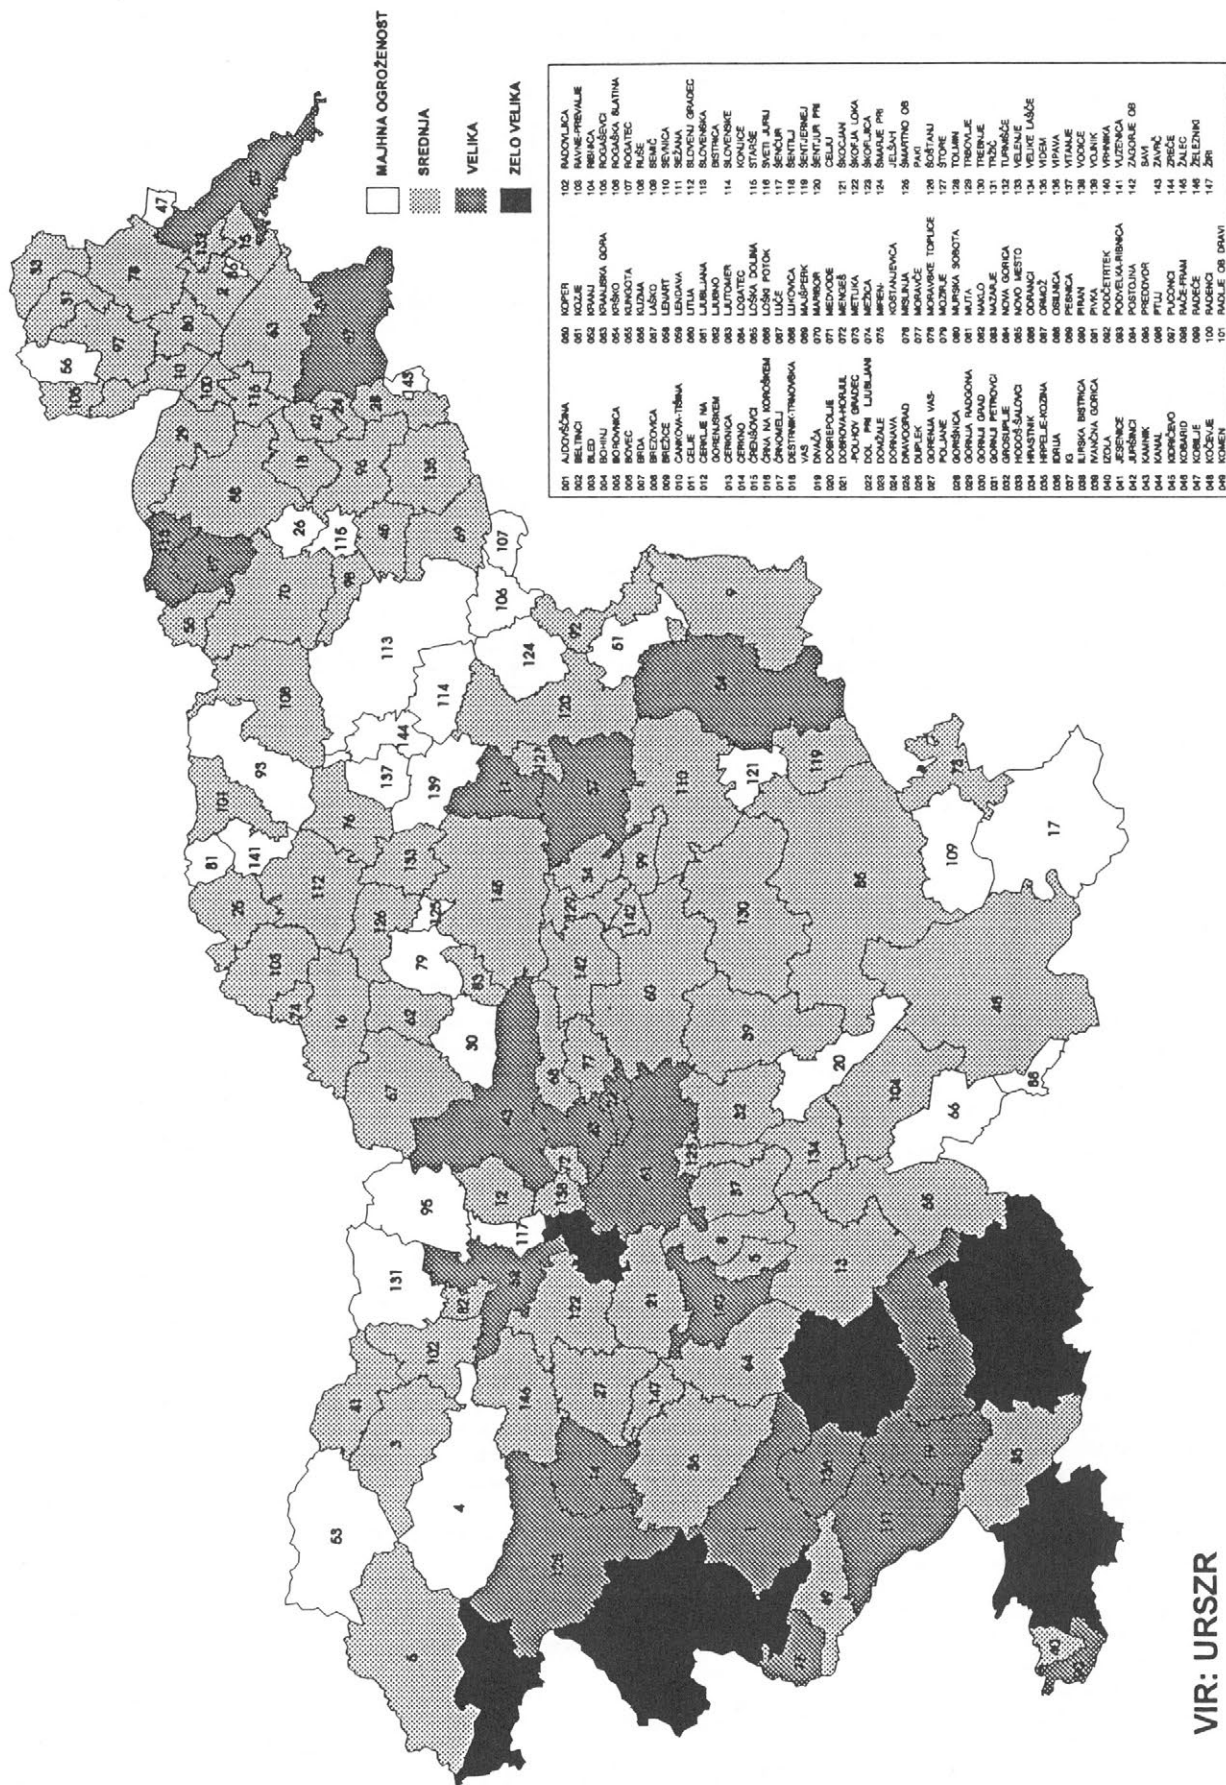 MAJHNA OGROŽENOST
SREDNJA
VELIKA
ZELO VELIKA
001 AJDOVŠČINA
002 BELTINCI
003 BLED
004 BOHINJ
005 BOROVNICA
006 BOVEC
007 BRDA
008 BREZOVICA
009 BREŽICE
010 CANKOVA-TIŠINA
011 CELJE
012 CERKLJE NA
GORENJSKEM
013 CERKNICA
014 CERKNO
015 ČRENŠOVCI
016 ČRNA NA KOROŠKEM
017 ČRNOMELJ
018 DESTRNIK-TRNOVSKA
VAS
019 DIVAČA
020 DOBREPOLJE
021 DOBROVA-HORJUL
-POLHOV GRADEC
022 DOL PRI LJUBLJANI
023 DOMŽALE
024 DORNAVA
025 DRAVOGRAD
026 DUPLEK
027 GORENJA VAS-
POLJANE
028 GORIŠNICA
029 GORNJA RADGONA
030 GORNJI GRAD
031 GORNJI PETROVCI
032 GROSUPLJE
033 HODOŠ-ŠALOVCI
034 HRASTNIK
035 HRPELJE-KOZINA
036 IDRIJA
037 IG
038 ILIRSKA BISTRICA
039 IVANČNA GORICA
040 IZOLA
041 JESENICE
042 JURŠINCI
043 KAMNIK
044 KANAL
045 KIDRIČEVO
046 KOBARID
047 KOBILJE
048 KOČEVJE
049 KOMEN
050 KOPER
051 KOZJE
052 KRANJ
053 KRANJSKA GORA
054 KRŠKO
055 KUNGOTA
056 KUZMA
057 LAŠKO
058 LENART
059 LENDAVA
060 LITIJA
061 LJUBLJANA
062 LJUBNO
063 LJUTOMER
064 LOGATEC
065 LOŠKA DOLINA
066 LOŠKI POTOK
067 LUČE
068 LUKOVICA
069 MAJŠPERK
070 MARIBOR
071 MEDVODE
072 MENGEŠ
073 METLIKA
074 MEŽICA
075 MIREN-
KOSTANJEVICA
076 MISLINJA
077 MORAVČE
078 MORAVSKE TOPLICE
079 MOZIRJE
080 MURSKA SOBOTA
081 MUTA
082 NAKLO
083 NAZARJE
084 NOVA GORICA
085 NOVO MESTO
086 ODRANCI
087 ORMOŽ
088 OSILNICA
089 PESNICA
090 PIRAN
091 PIVKA
092 PODČETRTEK
093 PODVELKA-RIBNICA
094 POSTOJNA
095 PREDDVOR
096 PTUJ
097 PUCONCI
098 RAČE-FRAM
099 RADEČE
100 RADENCI
101 RADLJE OB DRAVI
102 RADOVLJICA
103 RAVNE-PREVALJE
104 RIBNICA
105 ROGAŠEVCI
106 ROGAŠKA SLATINA
107 ROGATEC
108 RUŠE
109 SEMIČ
110 SEVNICA
111 SEŽANA
112 SLOVENJ GRADEC
113 SLOVENSKA
BISTRICA
114 SLOVENSKE
KONJICE
115 STARŠE
116 SVETI JURIJ
117 ŠENČUR
118 ŠENTILJ
119 ŠENTJERNEJ
120 ŠENTJUR PRI
CELJU
121 ŠKOCJAN
122 ŠKOFJA LOKA
123 ŠKOFLJICA
124 ŠMARJE PRI
JELŠAH
125 ŠMARTNO OB
PAKI
126 ŠOŠTANJ
127 ŠTORE
128 TOLMIN
129 TRBOVLJE
130 TREBNJE
131 TRŽIČ
132 TURNIŠČE
133 VELENJE
134 VELIKE LAŠČE
135 VIDEM
136 VIPAVA
137 VITANJE
138 VODICE
139 VOJNIK
140 VRHNIKA
141 VUZENICA
142 ZAGORJE OB
SAVI
143 ZAVRČ
144 ZREČE
145 ŽALEC
146 ŽELEZNIKI
147 ŽIRI
VIR: URSZR